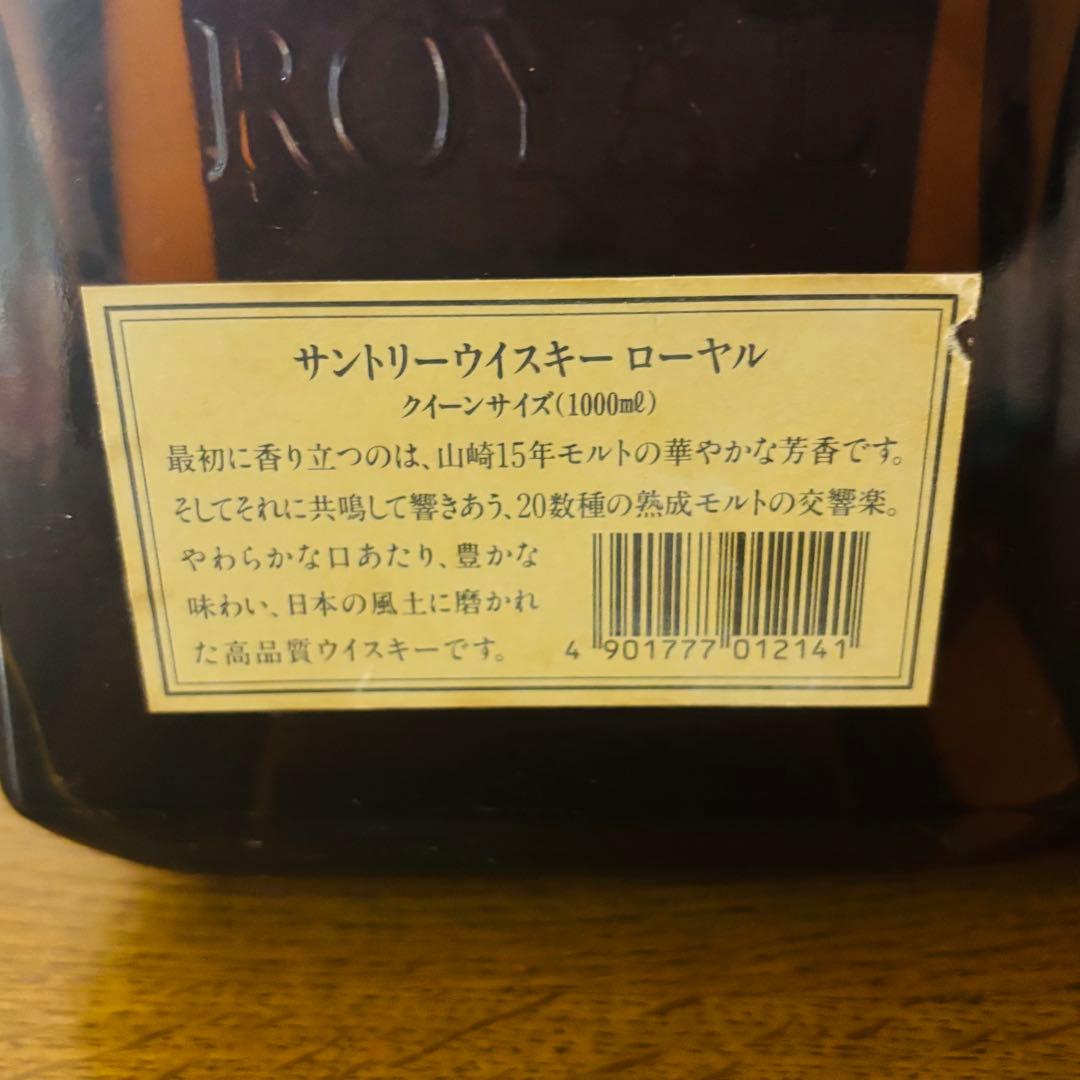 ROYAL
サントリーウイスキー ローヤル
クイーンサイズ(1000㎖)
最初に香り立つのは、山崎15年モルトの華やかな芳香です。
そしてそれに共鳴して響きあう、20数種の熟成モルトの交響楽。
やわらかな口あたり、豊かな
味わい、日本の風土に磨かれ
た高品質ウイスキーです。
4 901777 012141